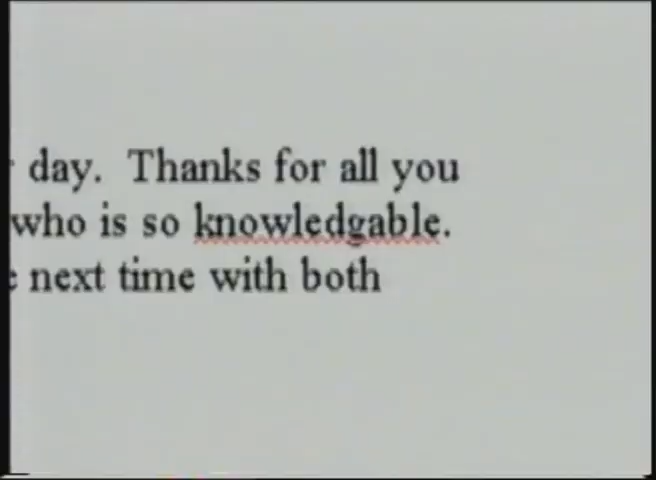 day. Thanks for all you
who is so knowledgable.
next time with both